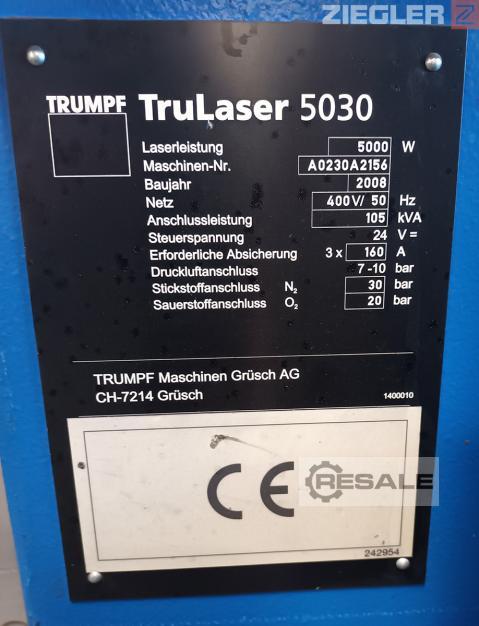 ZIEGLER Z
TRUMPF TruLaser 5030
Laserleistung 5000 W
Maschinen-Nr. A0230A2156
Baujahr 2008
Netz 400V/ 50 Hz
Anschlussleistung 105 kVA
Steuerspannung 24 V=
Erforderliche Absicherung 3 x 160 A
Druckluftanschluss 7-10 bar
Stickstoffanschluss N₂ 30 bar
Sauerstoffanschluss O₂ 20 bar
TRUMPF Maschinen Grüsch AG
CH-7214 Grüsch 1400010
CE RESALE
242954